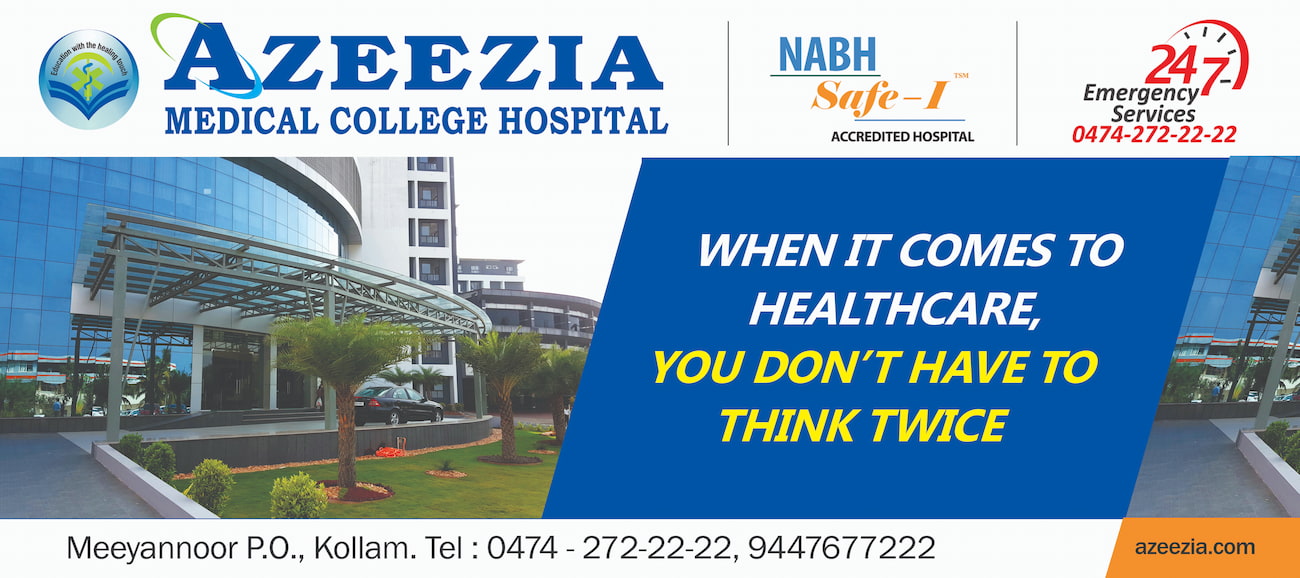 Education with the healing touch
AZEEZIA
MEDICAL COLLEGE HOSPITAL
NABH
Safe-I TSM
ACCREDITED HOSPITAL
24 7
Emergency
Services
0474-272-22-22
WHEN IT COMES TO
HEALTHCARE,
YOU DON'T HAVE TO
THINK TWICE
Meeyannoor P.O., Kollam. Tel : 0474 - 272-22-22, 9447677222
azeezia.com